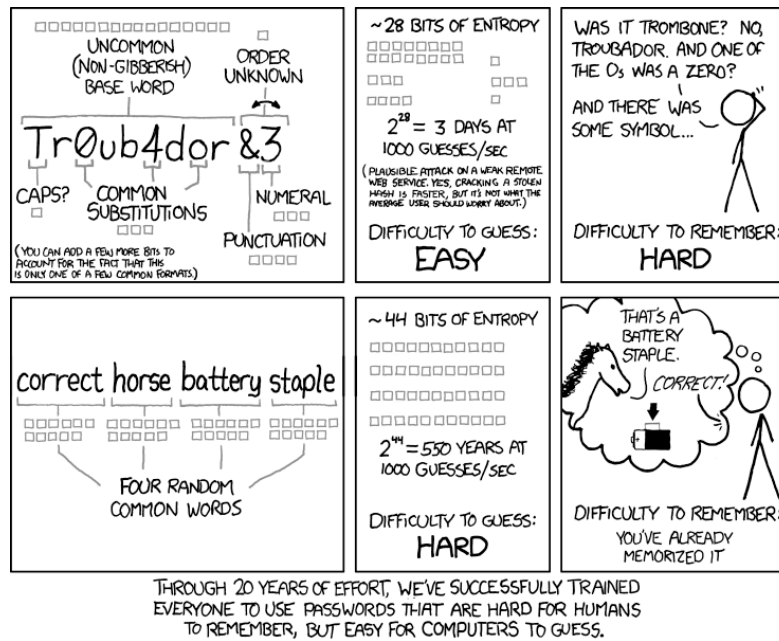 UNCOMMON
(NON-GIBBERISH)
BASE WORD
ORDER
UNKNOWN
Tr0ub4dor &3
CAPS?
COMMON
SUBSTITUTIONS
NUMERAL
PUNCTUATION
(YOU CAN ADD A FEW MORE BITS TO
ACCOUNT FOR THE FACT THAT THIS
IS ONLY ONE OF A FEW COMMON FORMATS.)
~28 BITS OF ENTROPY
2^28 = 3 DAYS AT
1000 GUESSES/SEC
(PLAUSIBLE ATTACK ON A WEAK REMOTE
WEB SERVICE. YES, CRACKING A STOLEN
HASH IS FASTER, BUT IT'S NOT WHAT THE
AVERAGE USER SHOULD WORRY ABOUT.)
DIFFICULTY TO GUESS:
EASY
WAS IT TROMBONE? NO,
TROUBADOR. AND ONE OF
THE Os WAS A ZERO?
AND THERE WAS
SOME SYMBOL...
DIFFICULTY TO REMEMBER:
HARD
correct horse battery staple
FOUR RANDOM
COMMON WORDS
~44 BITS OF ENTROPY
2^44 = 550 YEARS AT
1000 GUESSES/SEC
DIFFICULTY TO GUESS:
HARD
THAT'S A
BATTERY
STAPLE.
CORRECT!
DIFFICULTY TO REMEMBER:
YOU'VE ALREADY
MEMORIZED IT
THROUGH 20 YEARS OF EFFORT, WE'VE SUCCESSFULLY TRAINED
EVERYONE TO USE PASSWORDS THAT ARE HARD FOR HUMANS
TO REMEMBER, BUT EASY FOR COMPUTERS TO GUESS.